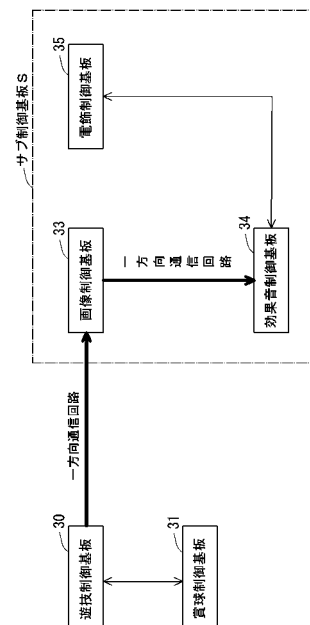 サブ制御基板S
30
遊技制御基板
一方向通信回路
33
画像制御基板
35
電飾制御基板
一方向通信回路
31
賞球制御基板
34
効果音制御基板